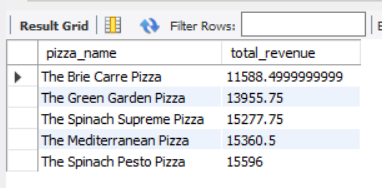 Result Grid Filter Rows: E
pizza_name total_revenue
The Brie Carre Pizza 11588.4999999999
The Green Garden Pizza 13955.75
The Spinach Supreme Pizza 15277.75
The Mediterranean Pizza 15360.5
The Spinach Pesto Pizza 15596